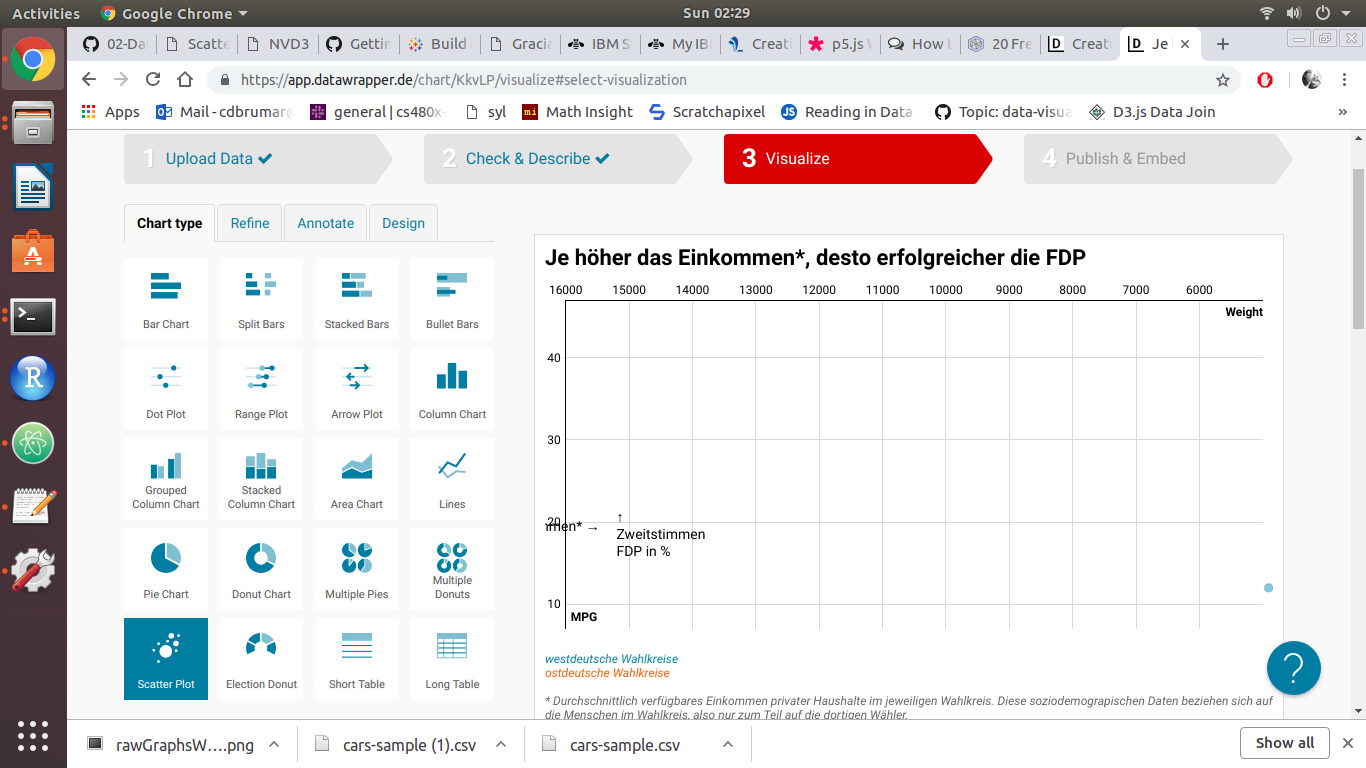 Activities Google Chrome Sun 02:29
02-Da Scatte NVD3 Gettin Build Gracia IBM S My IB Creati p5.js How t 20 Fre Create Je
https://app.datawrapper.de/chart/KkvLP/visualize#select-visualization
Apps Mail - cdbrumar general | cs480x- syl Math Insight Scratchapixel Reading in Data Topic: data-visua D3.js Data Join »
1 Upload Data 2 Check & Describe 3 Visualize 4 Publish & Embed
Chart type Refine Annotate Design
Bar Chart Split Bars Stacked Bars Bullet Bars
Dot Plot Range Plot Arrow Plot Column Chart
Grouped Column Chart Stacked Column Chart Area Chart Lines
Pie Chart Donut Chart Multiple Pies Multiple Donuts
Scatter Plot Election Donut Short Table Long Table
Je höher das Einkommen*, desto erfolgreicher die FDP
16000 15000 14000 13000 12000 11000 10000 9000 8000 7000 6000
Weight
40
30
20
men* →
↑
Zweitstimmen
FDP in %
10
MPG
westdeutsche Wahlkreise
ostdeutsche Wahlkreise
* Durchschnittlich verfügbares Einkommen privater Haushalte im jeweiligen Wahlkreis. Diese soziodemograpischen Daten beziehen sich auf
die Menschen im Wahlkreis, also nur zum Teil auf die dortigen Wähler.
?
rawGraphsW....png cars-sample (1).csv cars-sample.csv Show all